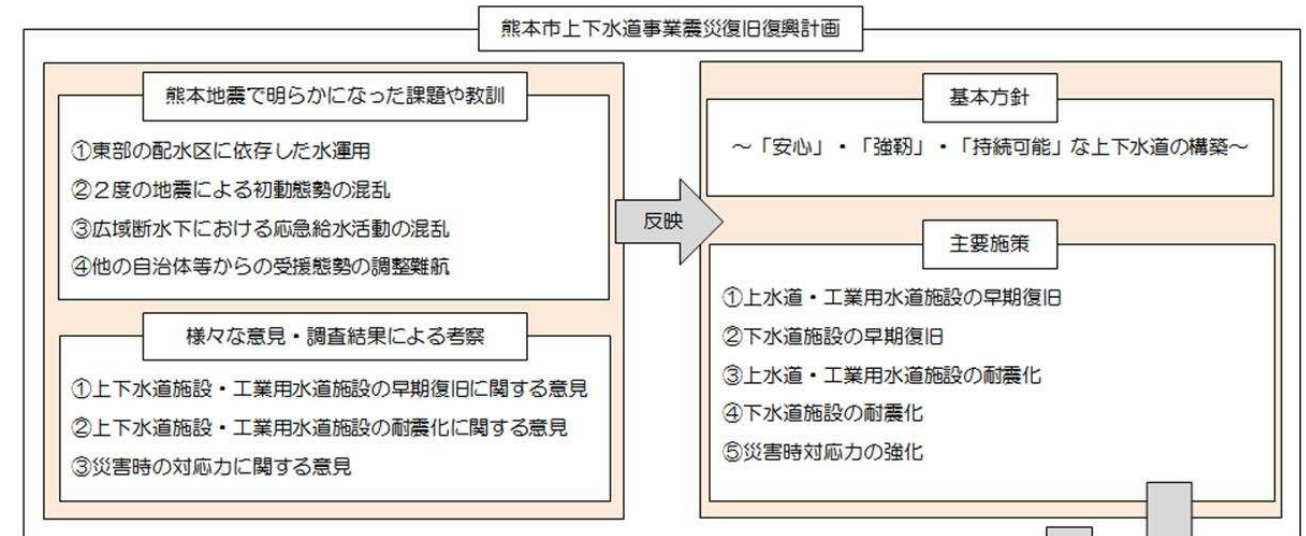 熊本市上下水道事業震災復旧復興計画
熊本地震で明らかになった課題や教訓
①東部の配水区に依存した水運用
②２度の地震による初動態勢の混乱
③広域断水下における応急給水活動の混乱
④他の自治体等からの受援態勢の調整難航
様々な意見・調査結果による考察
①上下水道施設・工業用水道施設の早期復旧に関する意見
②上下水道施設・工業用水道施設の耐震化に関する意見
③災害時の対応力に関する意見
反映
基本方針
～「安心」・「強靱」・「持続可能」な上下水道の構築～
主要施策
①上水道・工業用水道施設の早期復旧
②下水道施設の早期復旧
③上水道・工業用水道施設の耐震化
④下水道施設の耐震化
⑤災害時対応力の強化